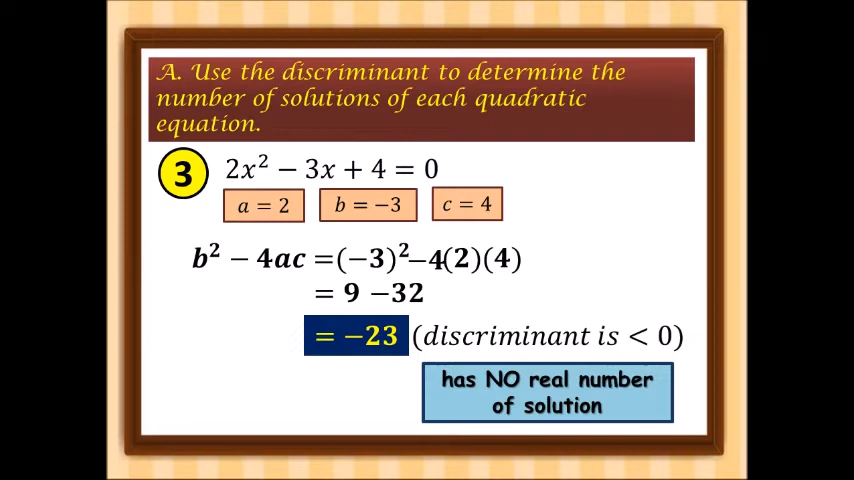 A. Use the discriminant to determine the
number of solutions of each quadratic
equation.
3 2x² − 3x + 4 = 0
a = 2 b = −3 c = 4
b² − 4ac =(−3)²−4(2)(4)
= 9 −32
= −23 (discriminant is < 0)
has NO real number
of solution